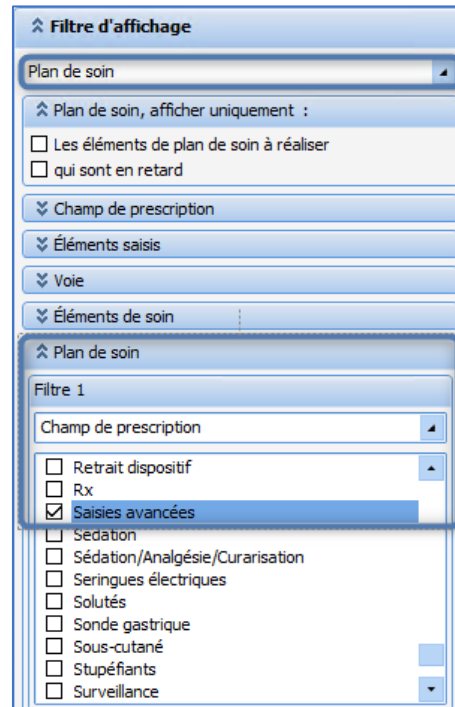 Filtre d'affichage
Plan de soin
Plan de soin, afficher uniquement :
Les éléments de plan de soin à réaliser
qui sont en retard
Champ de prescription
Éléments saisis
Voie
Éléments de soin
Plan de soin
Filtre 1
Champ de prescription
Retrait dispositif
Rx
Saisies avancées
Sédation
Sédation/Analgésie/Curarisation
Seringues électriques
Solutés
Sonde gastrique
Sous-cutané
Stupéfiants
Surveillance